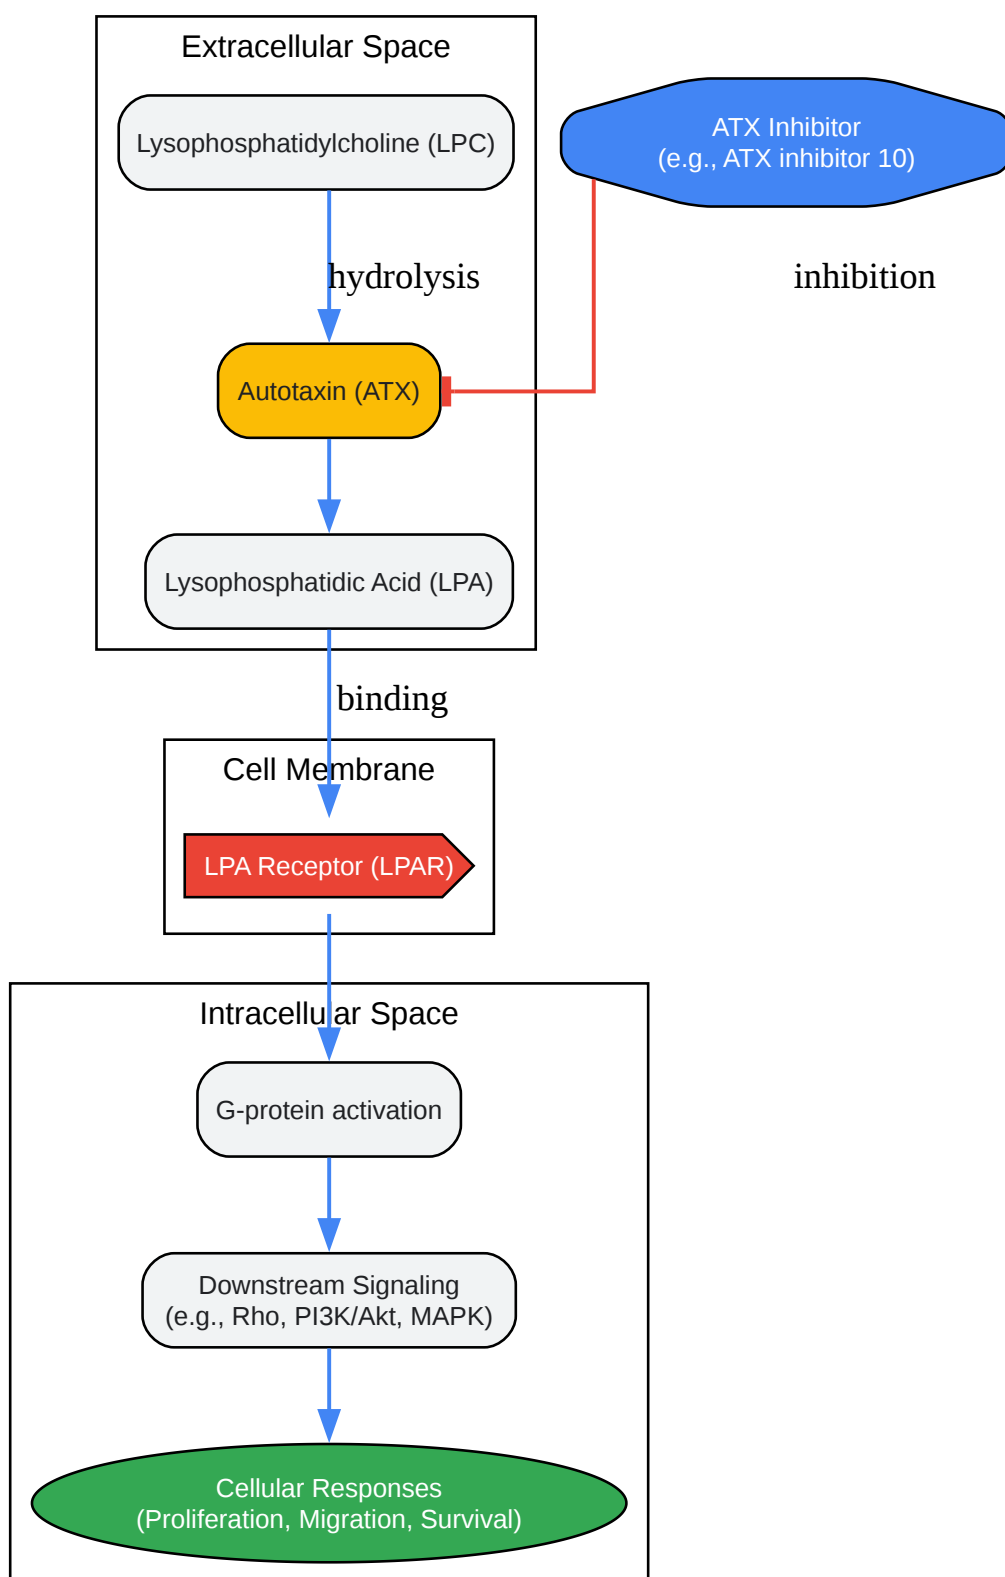 Extracellular Space
Lysophosphatidylcholine (LPC)
ATX Inhibitor
(e.g., ATX inhibitor 10)
hydrolysis
inhibition
Autotaxin (ATX)
Lysophosphatidic Acid (LPA)
binding
Cell Membrane
LPA Receptor (LPAR)
Intracellular Space
G-protein activation
Downstream Signaling
(e.g., Rho, PI3K/Akt, MAPK)
Cellular Responses
(Proliferation, Migration, Survival)